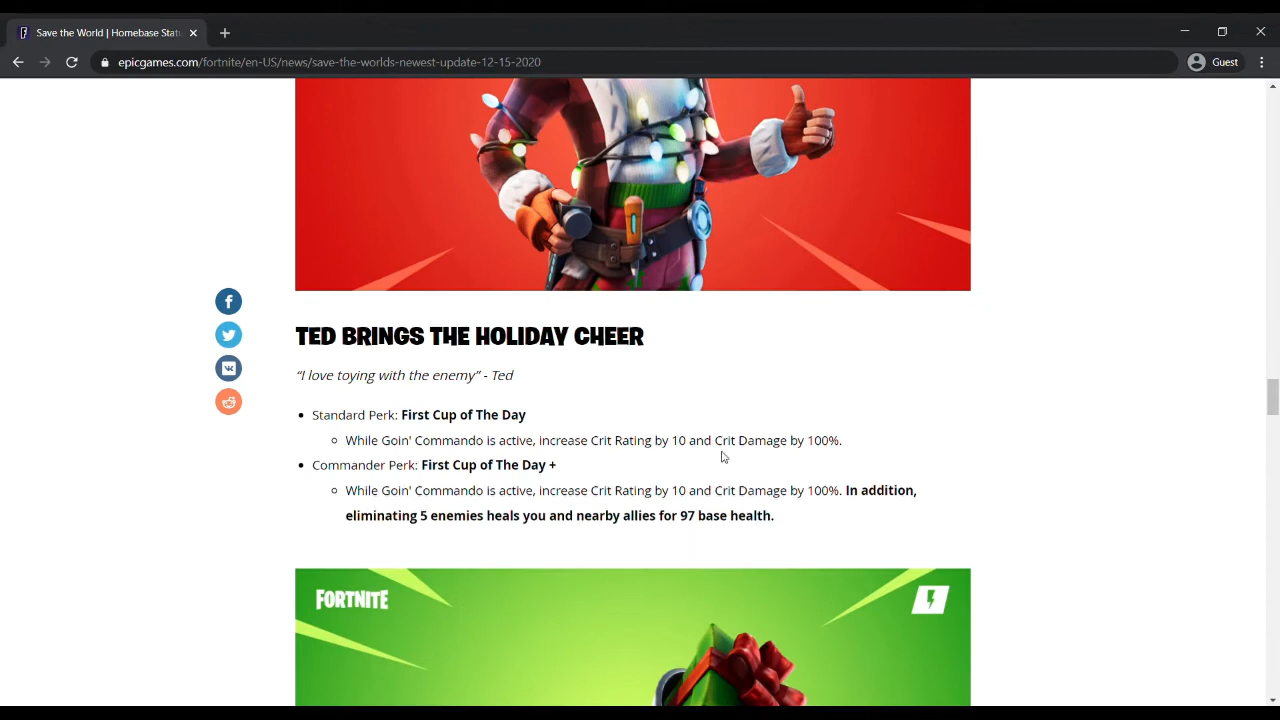 Save the World | Homebase Stat
epicgames.com/fortnite/en-US/news/save-the-worlds-newest-update-12-15-2020
Guest
TED BRINGS THE HOLIDAY CHEER
“I love toying with the enemy” - Ted
• Standard Perk: First Cup of The Day
While Goin' Commando is active, increase Crit Rating by 10 and Crit Damage by 100%.
• Commander Perk: First Cup of The Day +
While Goin' Commando is active, increase Crit Rating by 10 and Crit Damage by 100%. In addition,
eliminating 5 enemies heals you and nearby allies for 97 base health.
FORTNITE